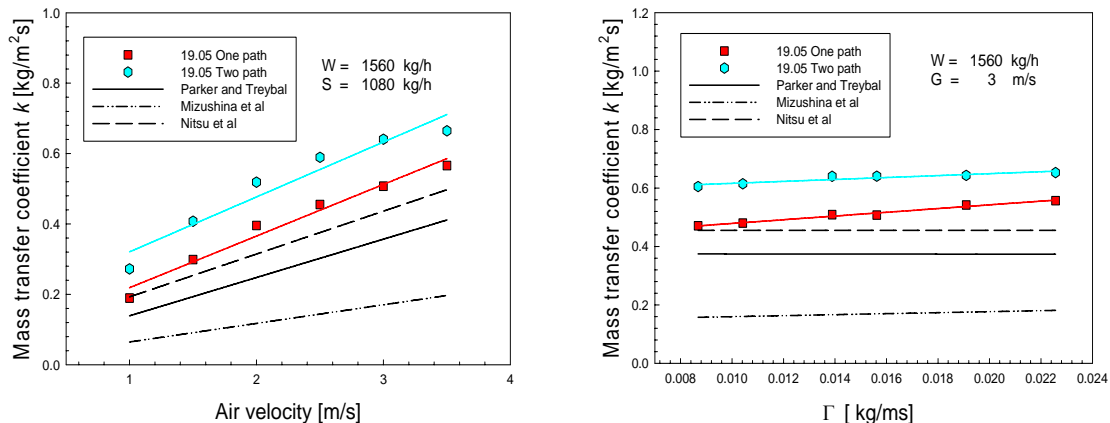 Mass transfer coefficient k [kg/m²s]
1.0
0.8
0.6
0.4
0.2
0.0
19.05 One path
19.05 Two path
Parker and Treybal
Mizushina et al
Nitsu et al
W = 1560 kg/h
S = 1080 kg/h
1 2 3 4
Air velocity [m/s]
Mass transfer coefficient k [kg/m²s]
1.2
1.0
0.8
0.6
0.4
0.2
0.0
19.05 One path
19.05 Two path
Parker and Treybal
Mizushina et al
Nitsu et al
W = 1560 kg/h
G = 3 m/s
0.008 0.010 0.012 0.014 0.016 0.018 0.020 0.022 0.024
Γ [ kg/ms]